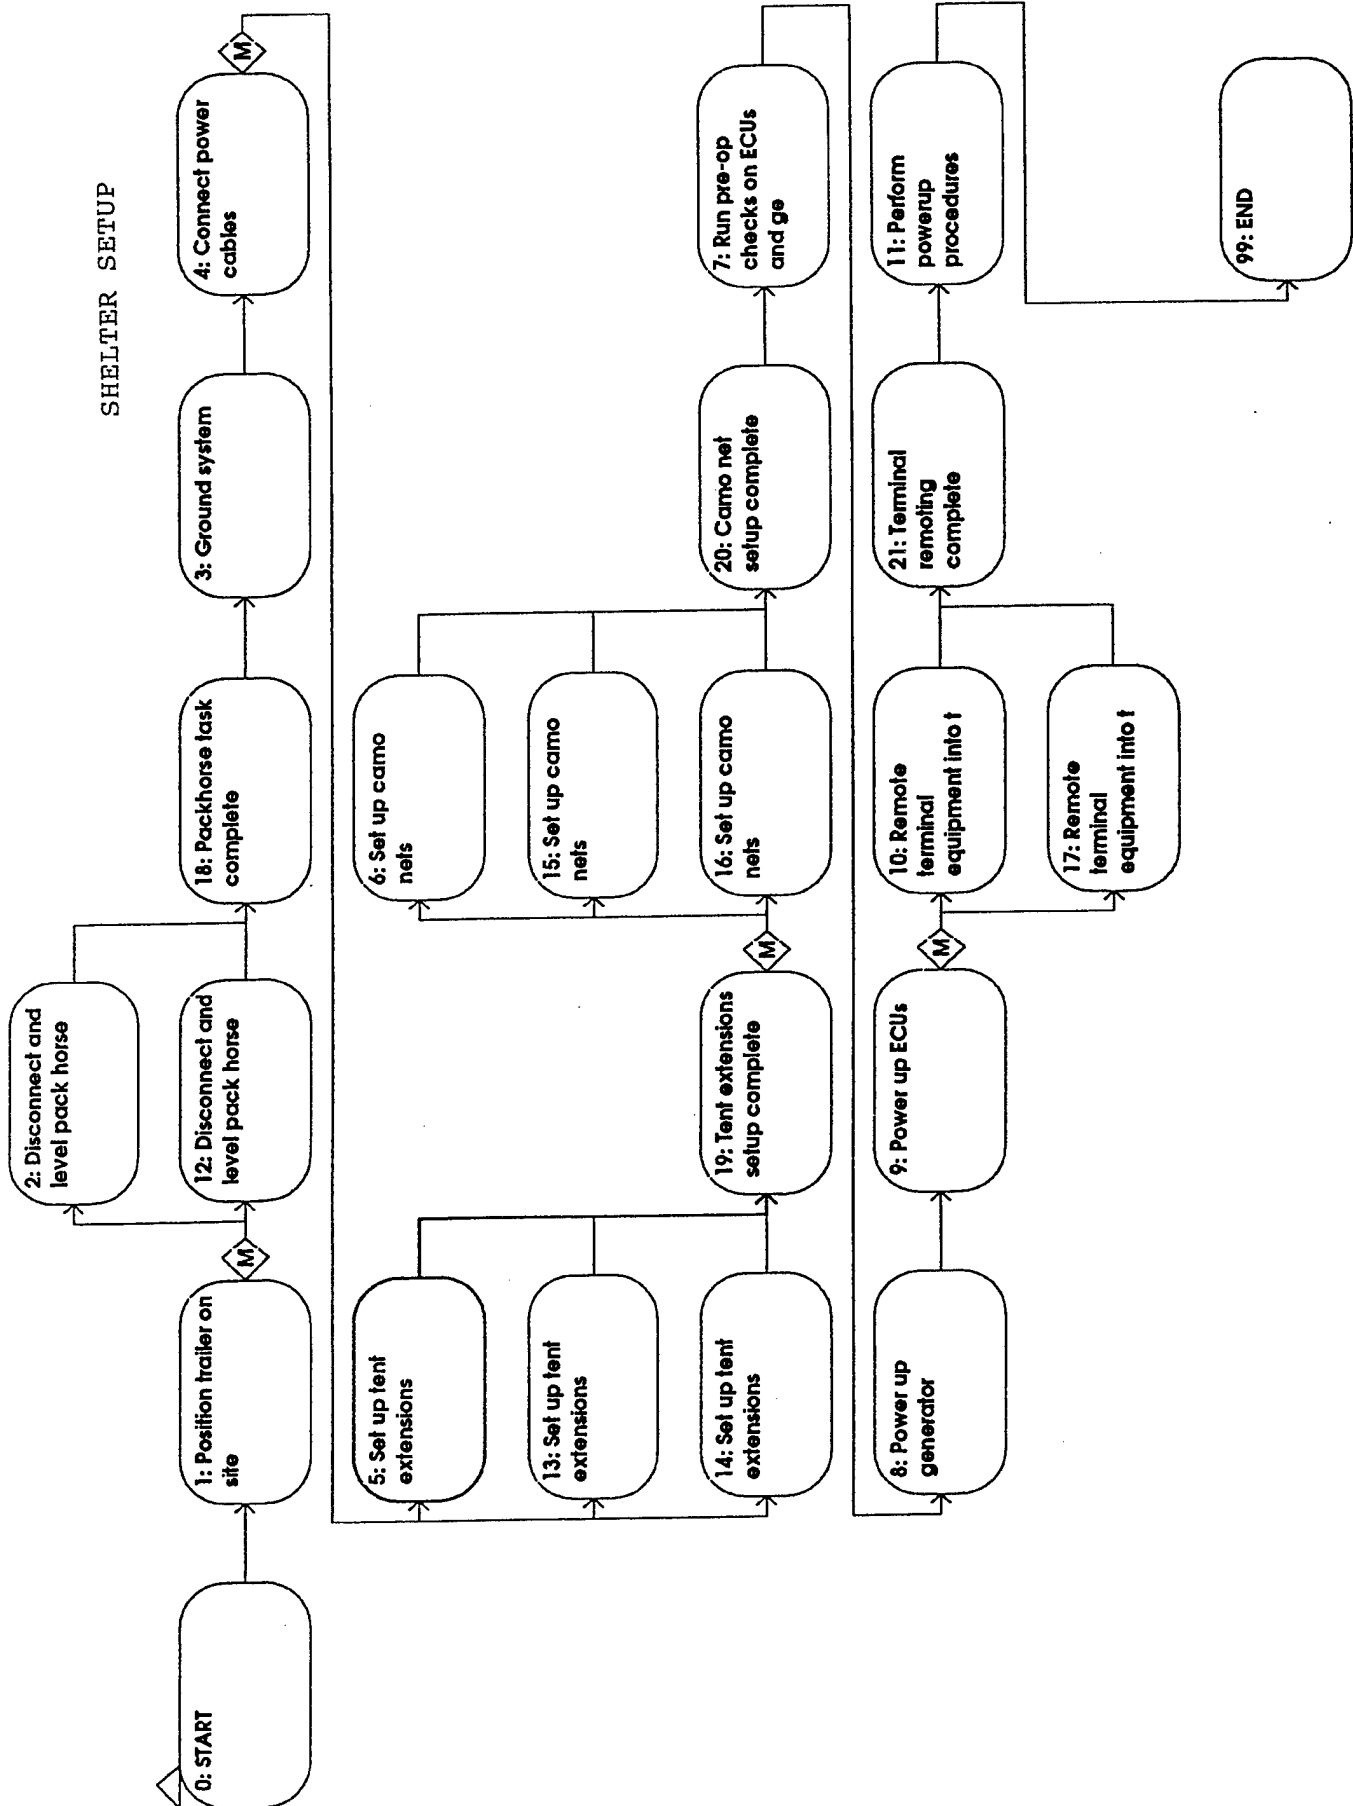 SHELTER SETUP
0: START
1: Position trailer on
site
M
2: Disconnect and
level pack horse
12: Disconnect and
level pack horse
18: Packhorse task
complete
3: Ground system
4: Connect power
cables
M
5: Set up tent
extensions
13: Set up tent
extensions
14: Set up tent
extensions
19: Tent extensions
setup complete
M
6: Set up camo
nets
15: Set up camo
nets
16: Set up camo
nets
20: Camo net
setup complete
7: Run pre-op
checks on ECUs
and ge
8: Power up
generator
9: Power up ECUs
M
10: Remote
terminal
equipment into t
17: Remote
terminal
equipment into t
21: Terminal
remoting
complete
11: Perform
powerup
procedures
99: END